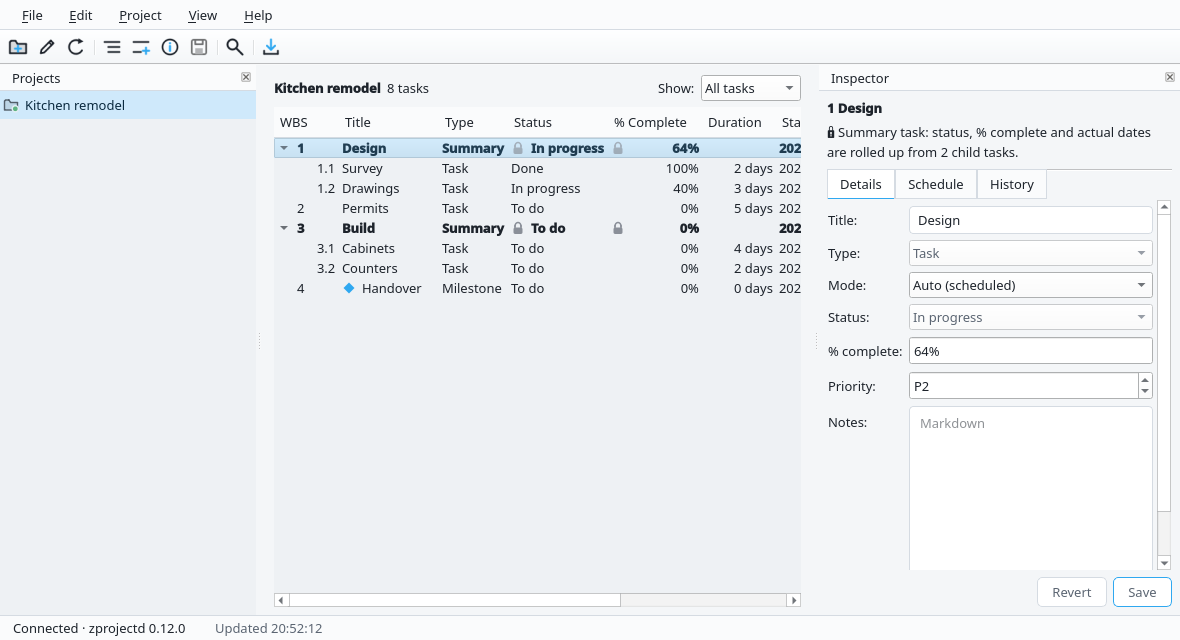 File Edit Project View Help
Projects
Kitchen remodel
Kitchen remodel 8 tasks Show: All tasks
WBS Title Type Status % Complete Duration Sta
1 Design Summary In progress 64% 202
1.1 Survey Task Done 100% 2 days 202
1.2 Drawings Task In progress 40% 3 days 202
2 Permits Task To do 0% 5 days 202
3 Build Summary To do 0% 202
3.1 Cabinets Task To do 0% 4 days 202
3.2 Counters Task To do 0% 2 days 202
4 Handover Milestone To do 0% 0 days 202
Inspector
1 Design
Summary task: status, % complete and actual dates
are rolled up from 2 child tasks.
Details Schedule History
Title: Design
Type: Task
Mode: Auto (scheduled)
Status: In progress
% complete: 64%
Priority: P2
Notes: Markdown
Revert Save
Connected · zprojectd 0.12.0 Updated 20:52:12